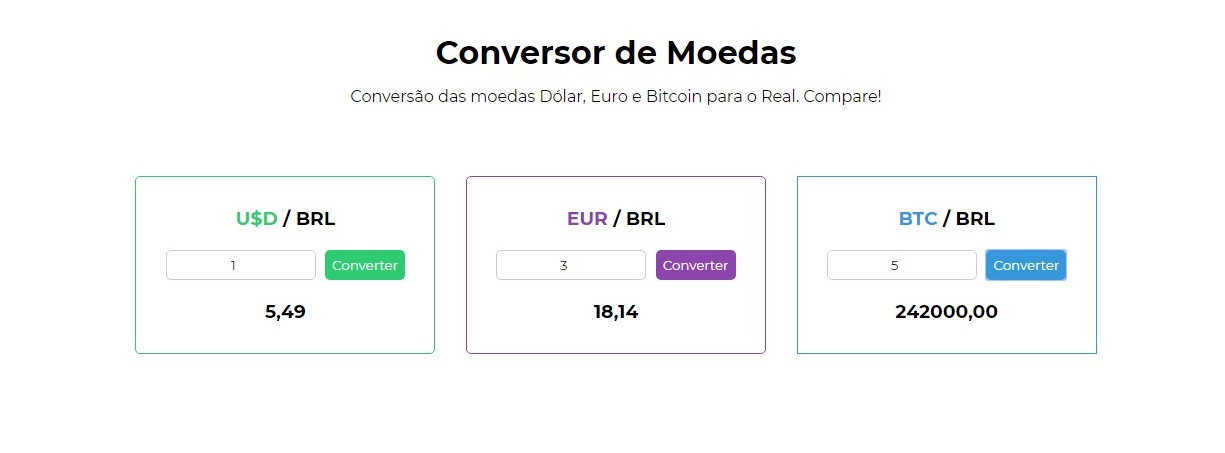 Conversor de Moedas
Conversão das moedas Dólar, Euro e Bitcoin para o Real. Compare!
U$D / BRL
1 Converter
5,49
EUR / BRL
3 Converter
18,14
BTC / BRL
5 Converter
242000,00